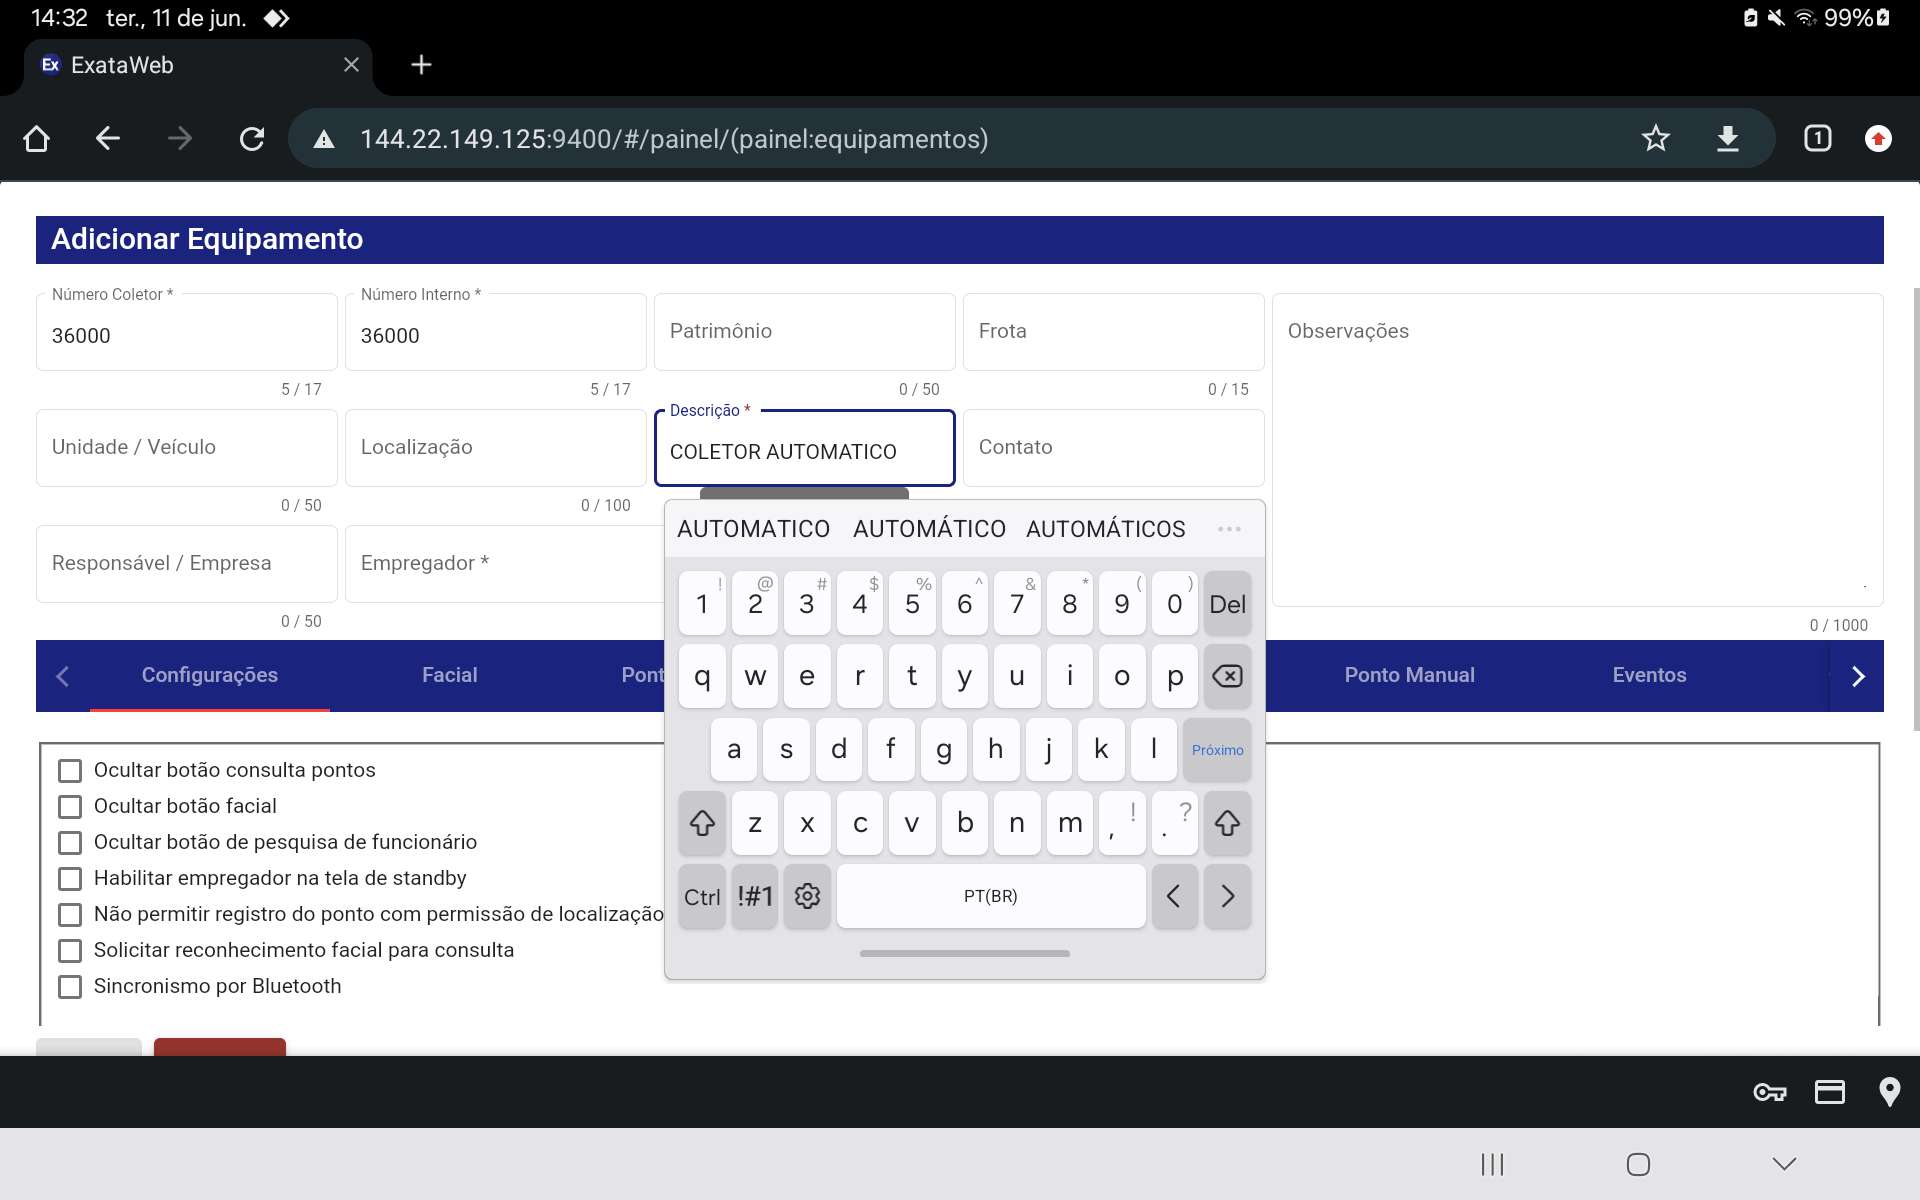 14:32 ter., 11 de jun. 99%
Ex ExataWeb
144.22.149.125:9400/#/painel/(painel:equipamentos) 1
Adicionar Equipamento
Número Coletor * Número Interno *
36000 36000 Patrimônio Frota Observações
5 / 17 5 / 17 0 / 50 0 / 15
Descrição *
Unidade / Veículo Localização COLETOR AUTOMATICO Contato
0 / 50 0 / 100
AUTOMATICO AUTOMÁTICO AUTOMÁTICOS ...
Responsável / Empresa Empregador *
0 / 50 0 / 1000
! @ # $ % ^ & * ( )
1 2 3 4 5 6 7 8 9 0 Del
Configurações Facial Pont Ponto Manual Eventos
q w e r t y u i o p
a s d f g h j k l Próximo
z x c v b n m , ! . ?
Ctrl !#1 PT(BR) < >
Ocultar botão consulta pontos
Ocultar botão facial
Ocultar botão de pesquisa de funcionário
Habilitar empregador na tela de standby
Não permitir registro do ponto com permissão de localização
Solicitar reconhecimento facial para consulta
Sincronismo por Bluetooth